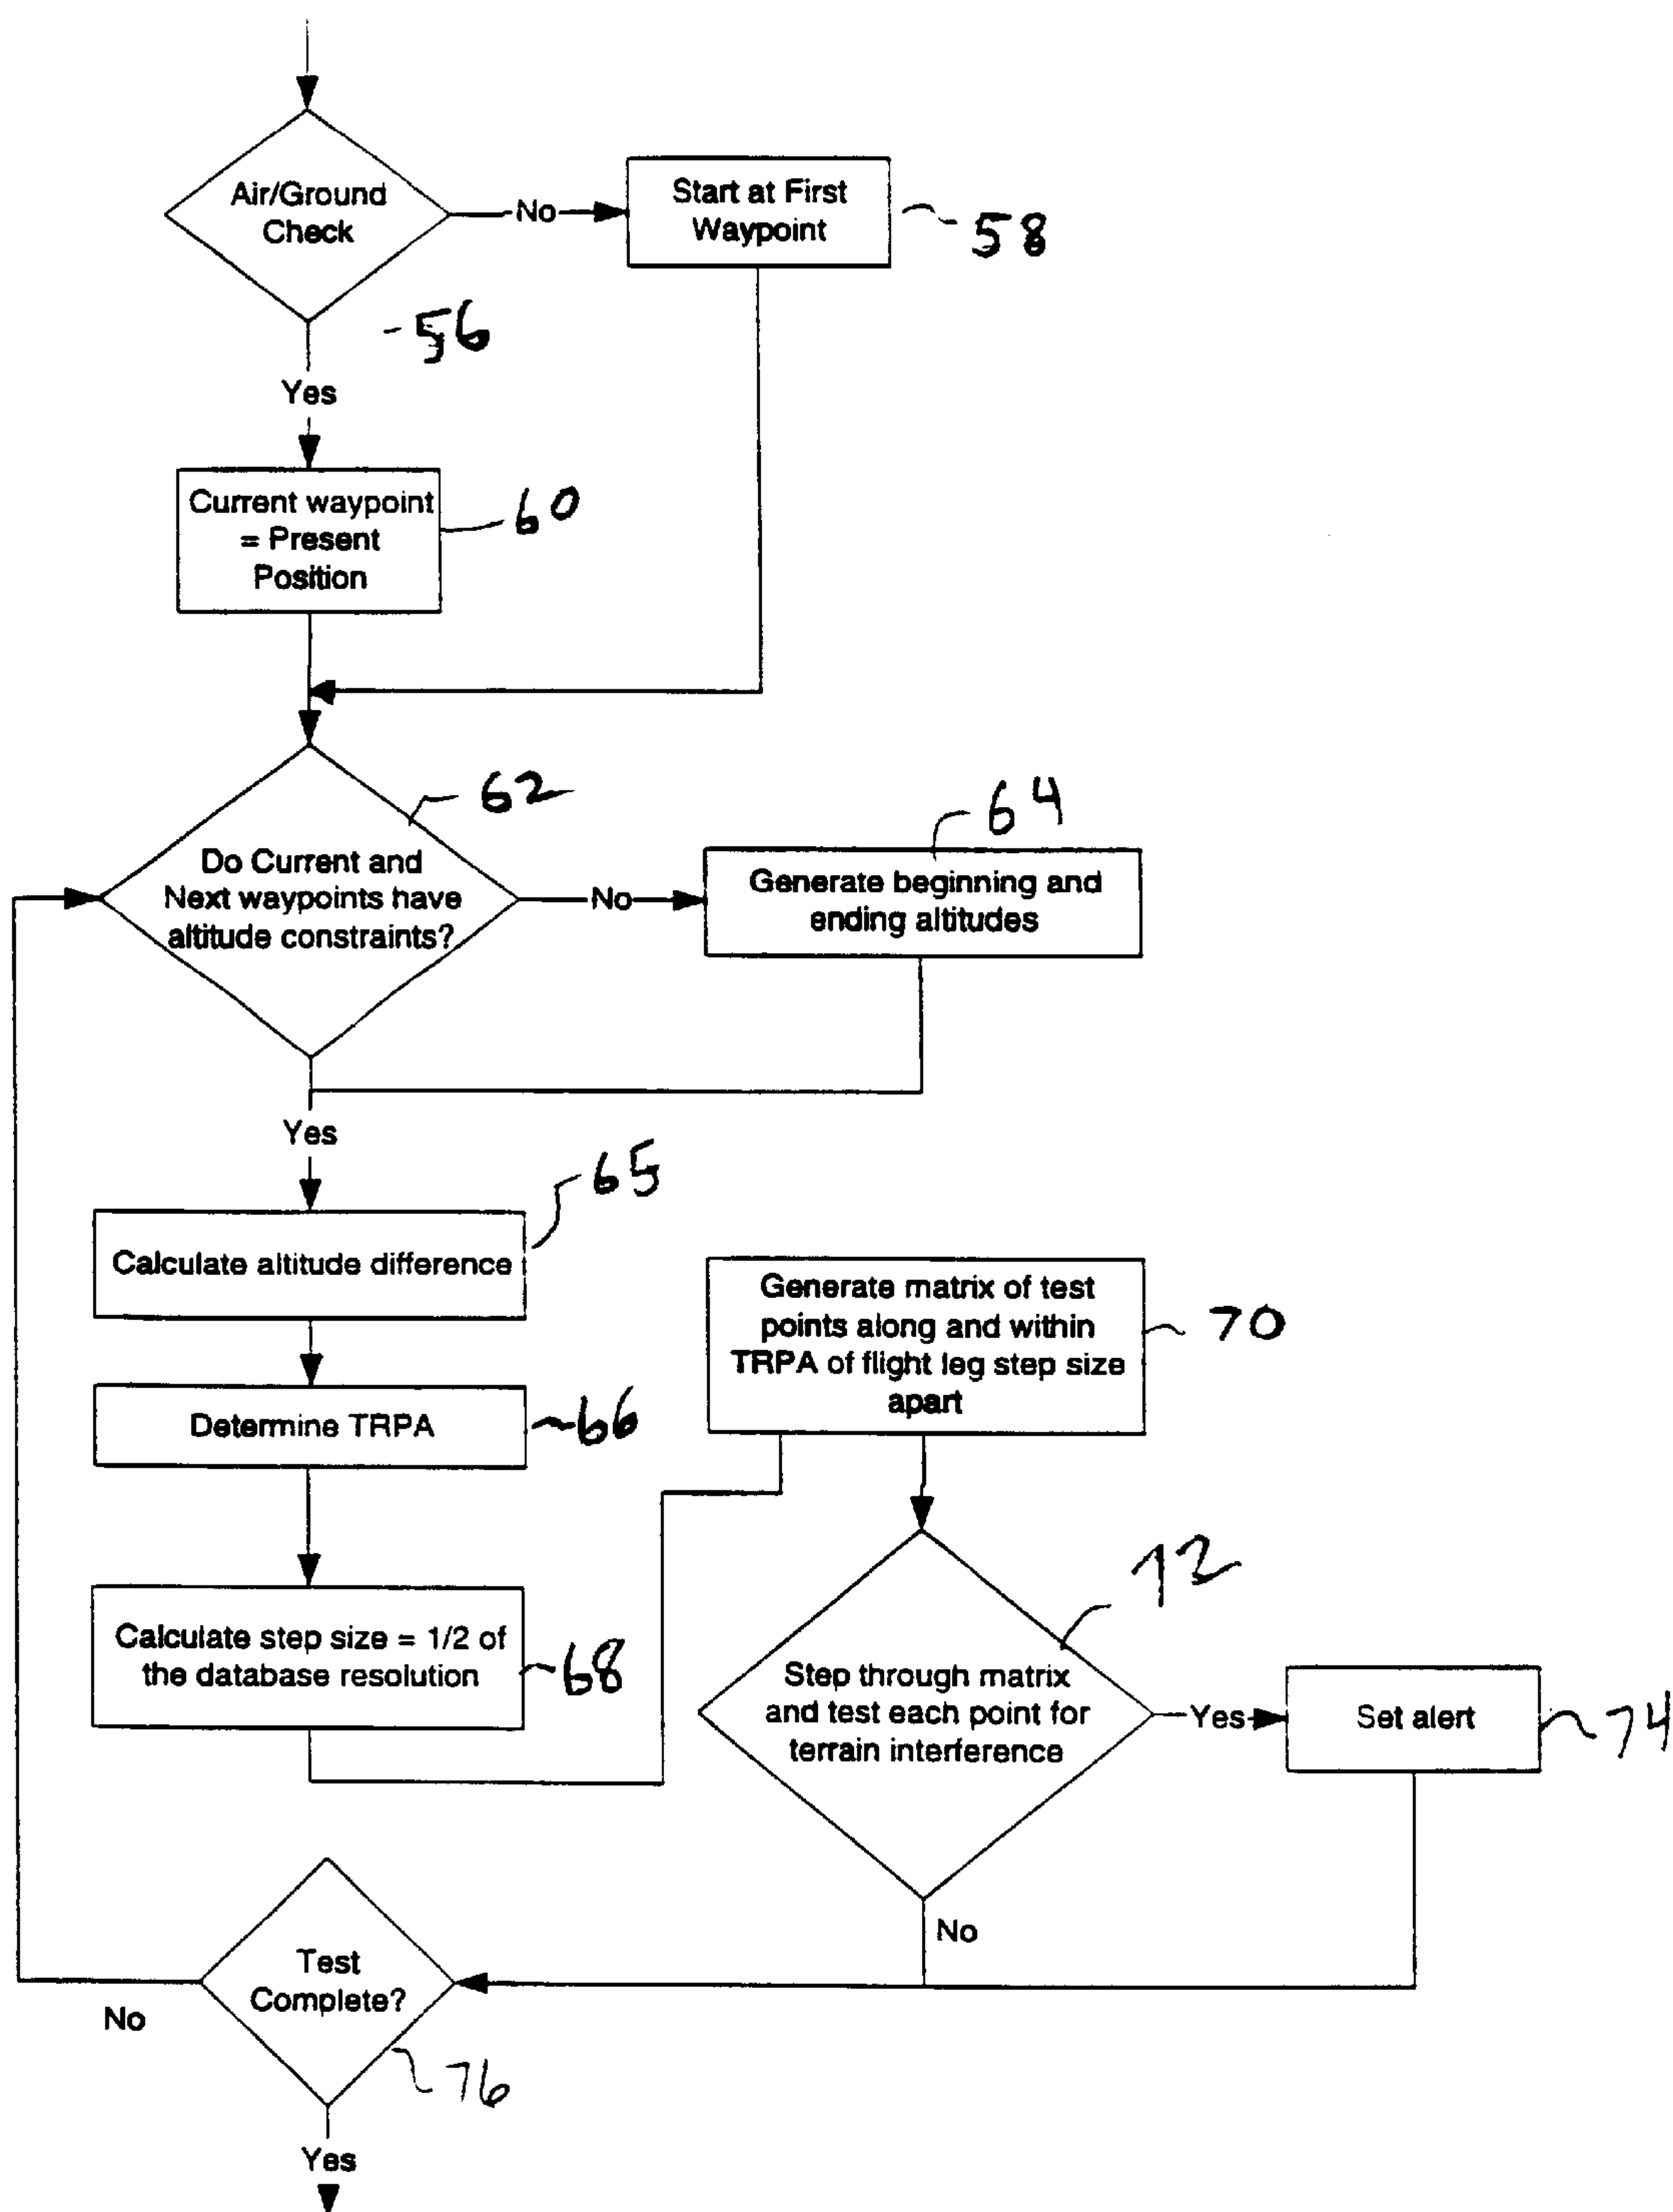 Air/Ground
Check
No
Start at First
Waypoint
58
56
Yes
Current waypoint
= Present
Position
60
62
Do Current and
Next waypoints have
altitude constraints?
No
64
Generate beginning and
ending altitudes
Yes
65
Calculate altitude difference
Generate matrix of test
points along and within
TRPA of flight leg step size
apart
70
Determine TRPA
66
Calculate step size = 1/2 of
the database resolution
68
72
Step through matrix
and test each point for
terrain interference
Yes
Set alert
74
No
Test
Complete?
No
76
Yes